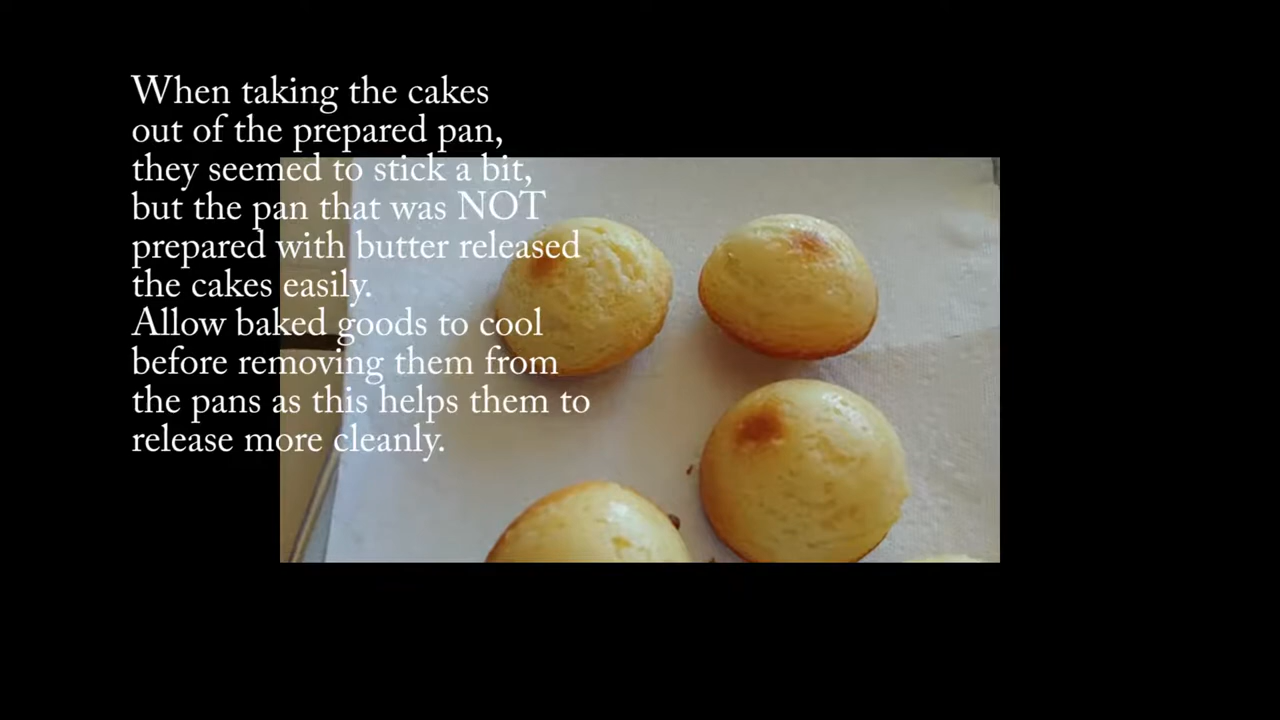 When taking the cakes
out of the prepared pan,
they seemed to stick a bit,
but the pan that was NOT
prepared with butter released
the cakes easily.
Allow baked goods to cool
before removing them from
the pans as this helps them to
release more cleanly.